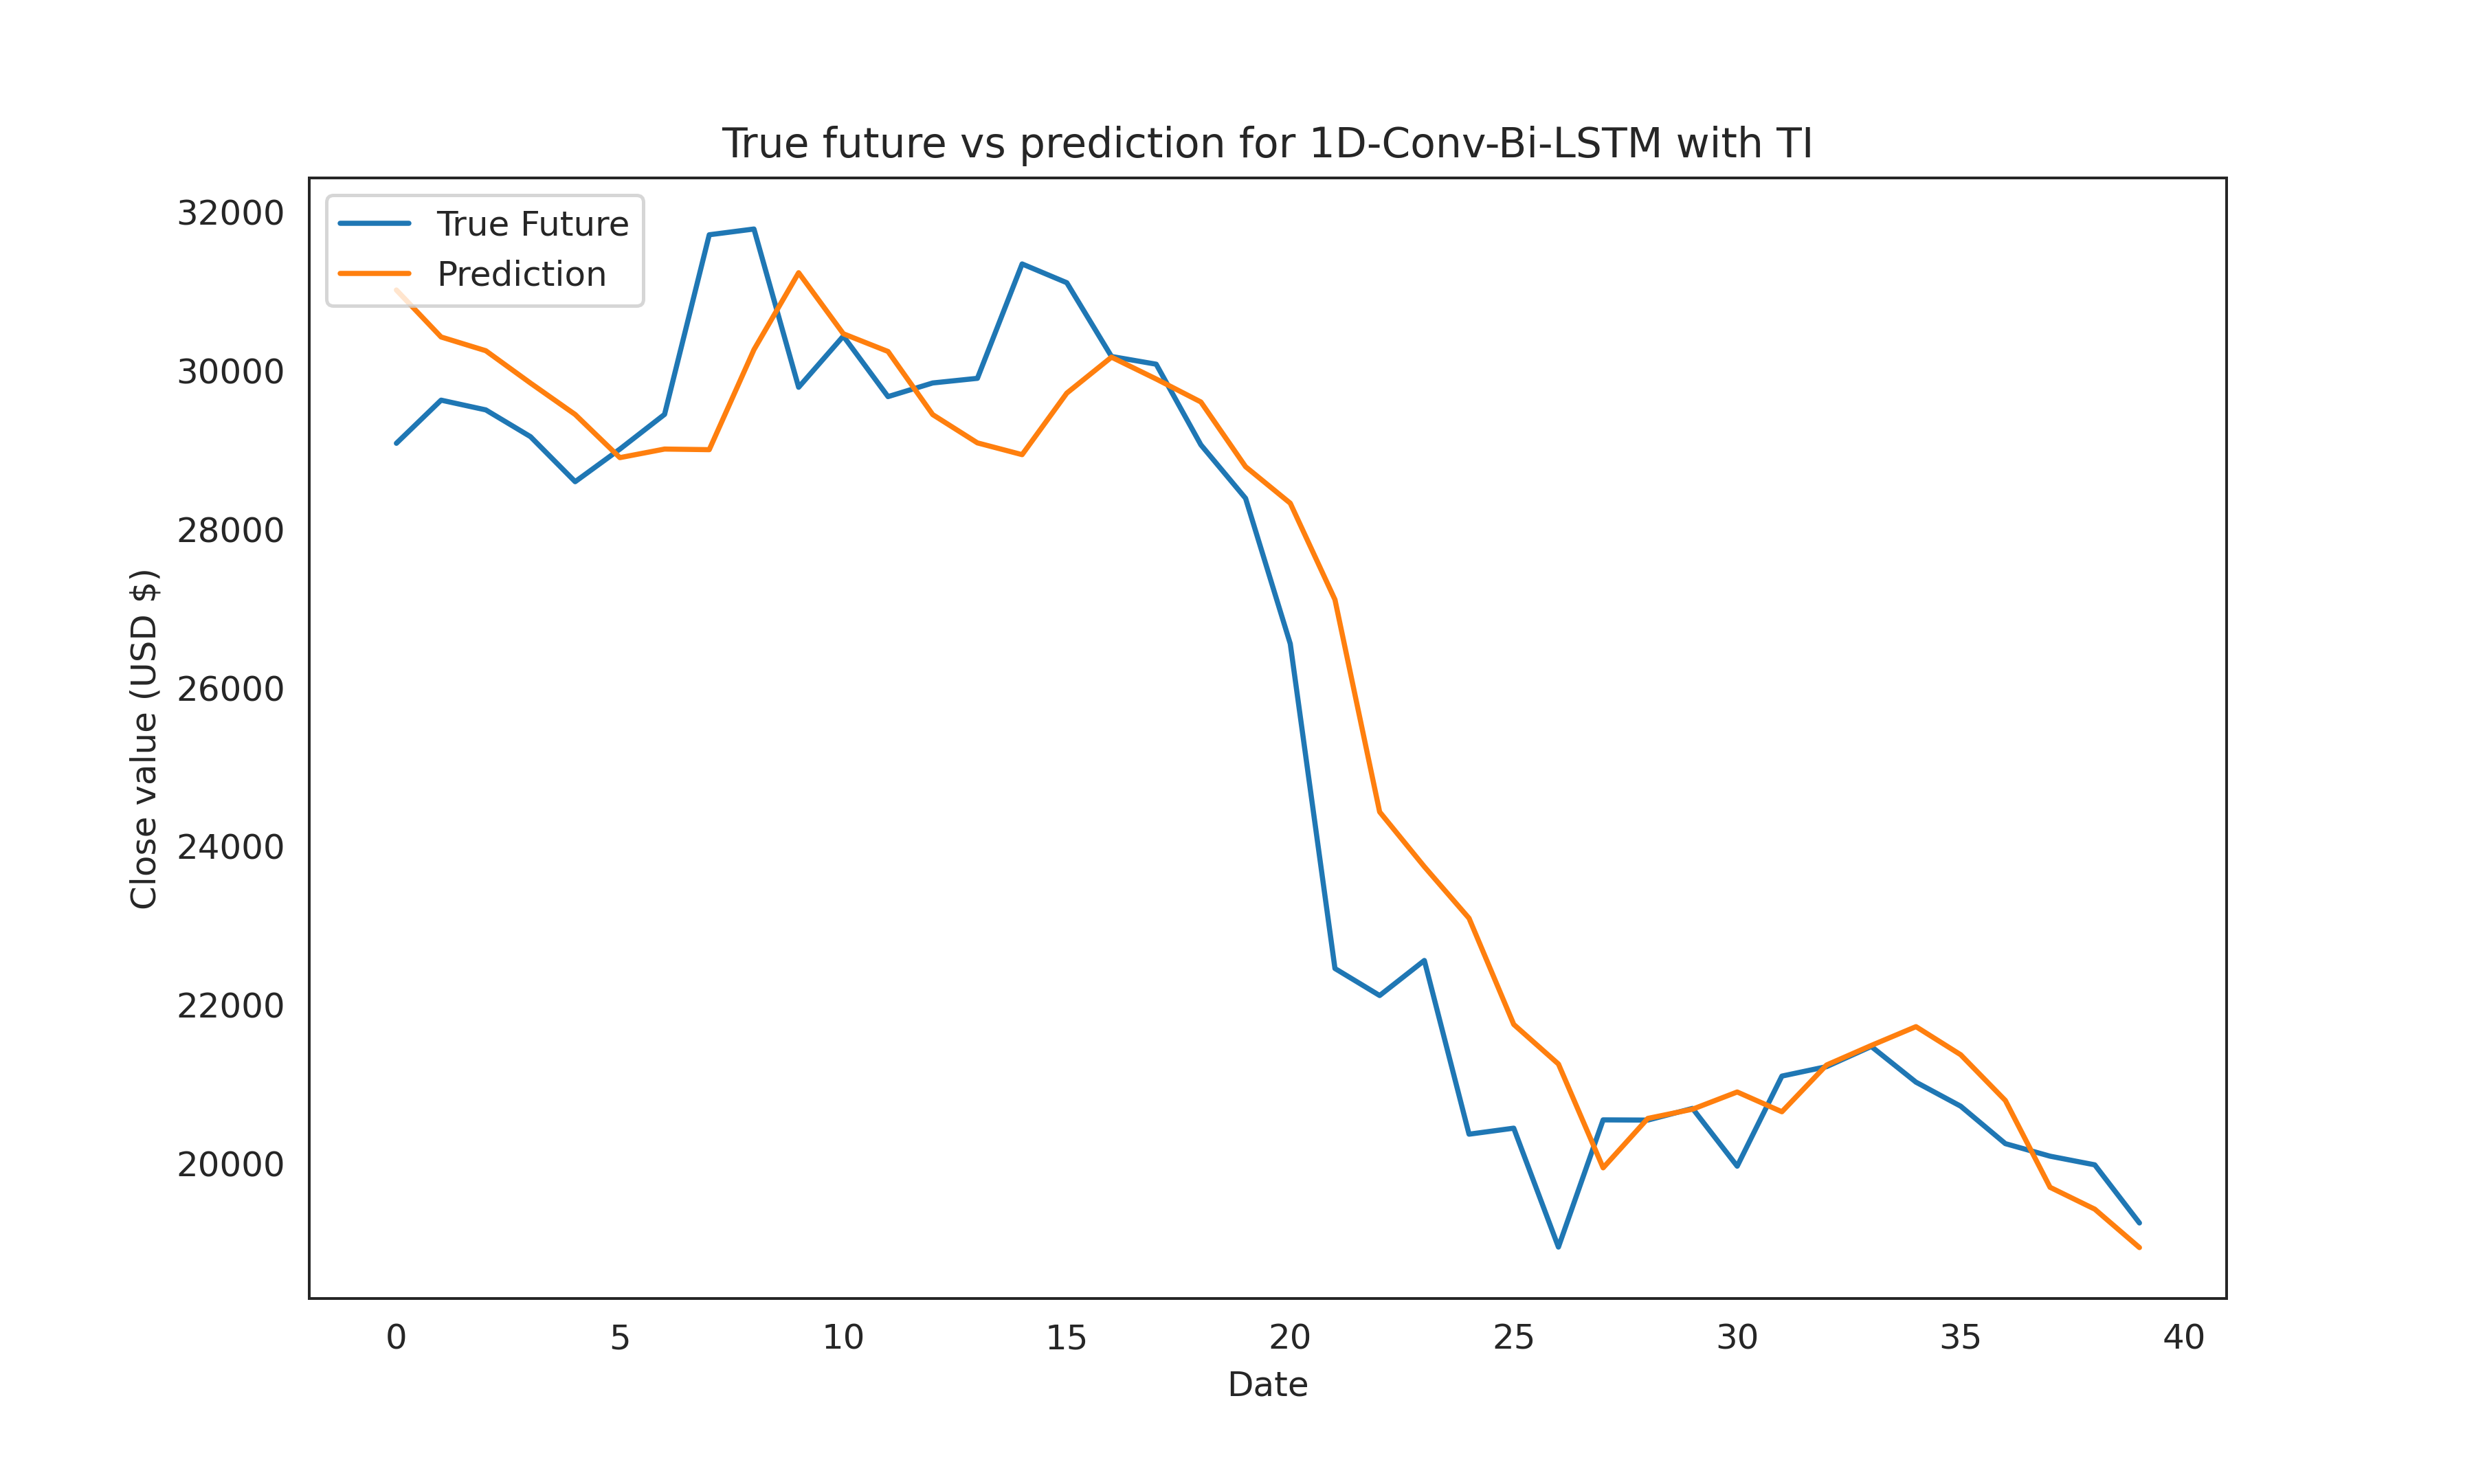 True future vs prediction for 1D-Conv-Bi-LSTM with TI
True Future
Prediction
32000
30000
28000
26000
24000
22000
20000
Close value (USD $)
0 5 10 15 20 25 30 35 40
Date